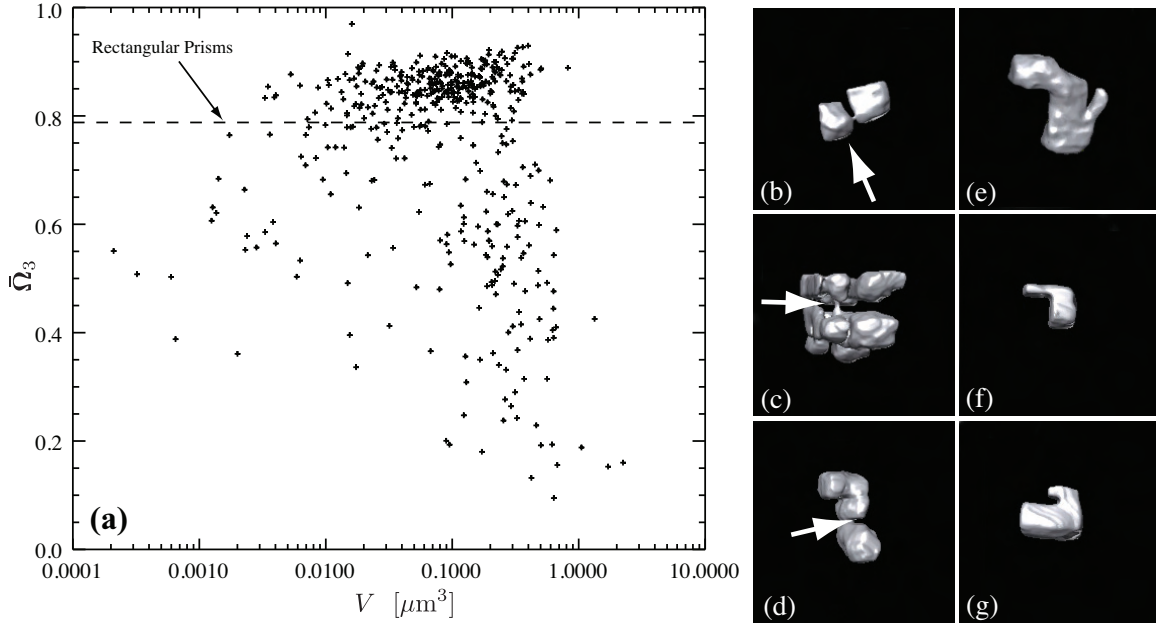 1.0
Rectangular Prisms
0.8
0.6
Ω̄₃
0.4
0.2
(a)
0.0
0.0001 0.0010 0.0100 0.1000 1.0000 10.0000
V [μm³]
(b)
(e)
(c)
(f)
(d)
(g)